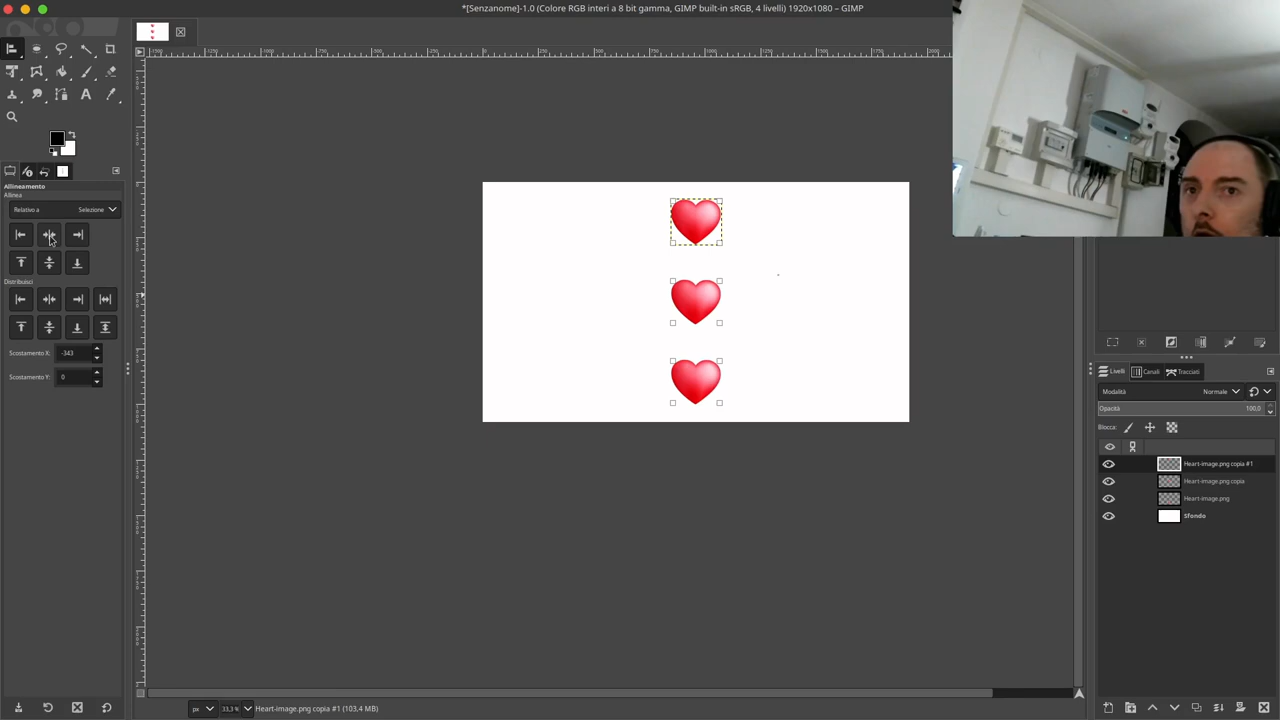 *[Senzanome]-1.0 (Colore RGB interi a 8 bit gamma, GIMP built-in sRGB, 4 livelli) 1920x1080 – GIMP
Allineamento
Allinea
Relativo a Selezione
Distribuisci
Scostamento X: -343
Scostamento Y: 0
Livelli Canali Tracciati
Modalità Normale
Opacità 100,0
Blocca:
Heart-image.png copia #1
Heart-image.png copia
Heart-image.png
Sfondo
px 33,3 % Heart-image.png copia #1 (103,4 MB)